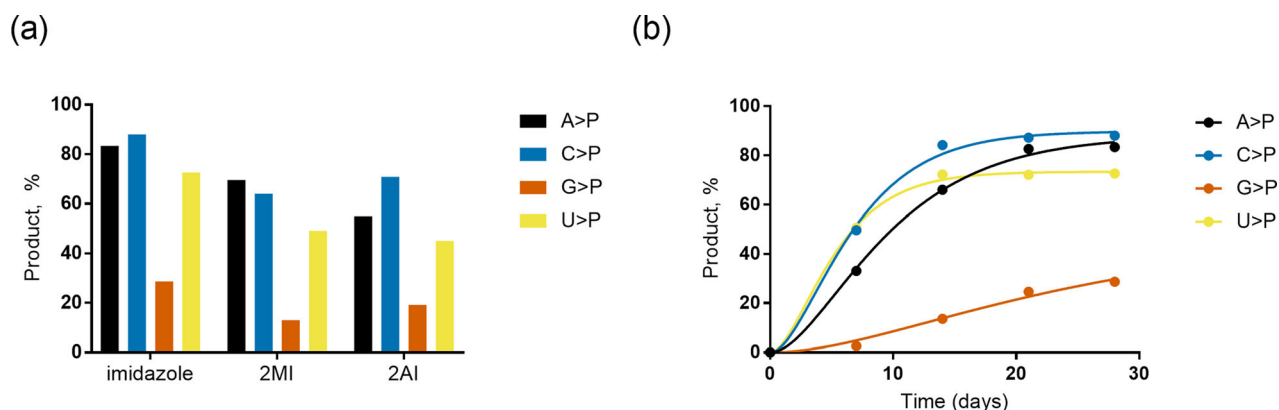 (a)
Product, %
100
80
60
40
20
0
imidazole 2MI 2AI
A>P
C>P
G>P
U>P
(b)
Product, %
100
80
60
40
20
0
0 10 20 30
Time (days)
A>P
C>P
G>P
U>P